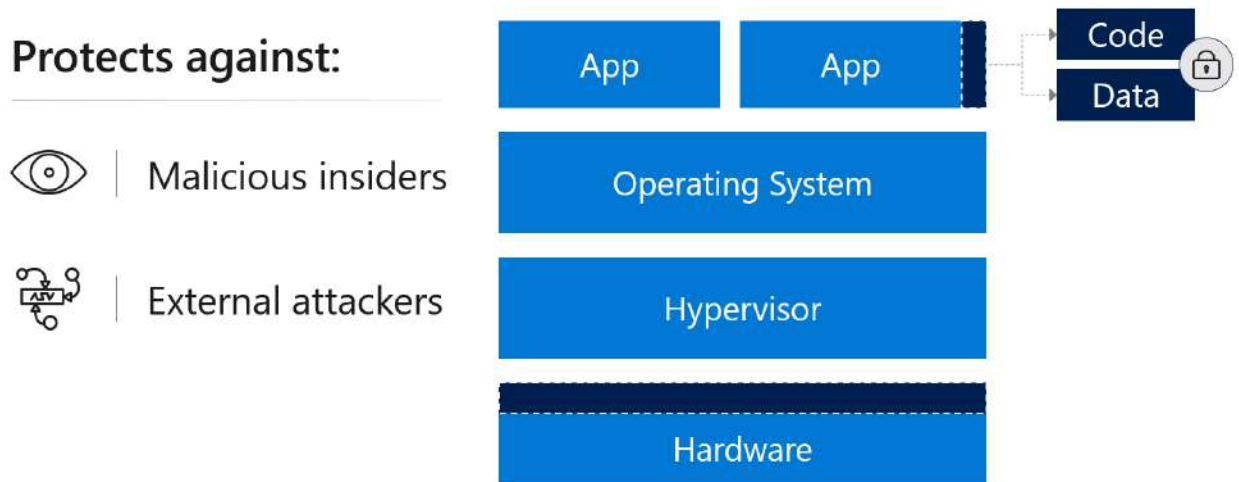 Protects against:
Malicious insiders
External attackers
App
App
Code
Data
Operating System
Hypervisor
Hardware